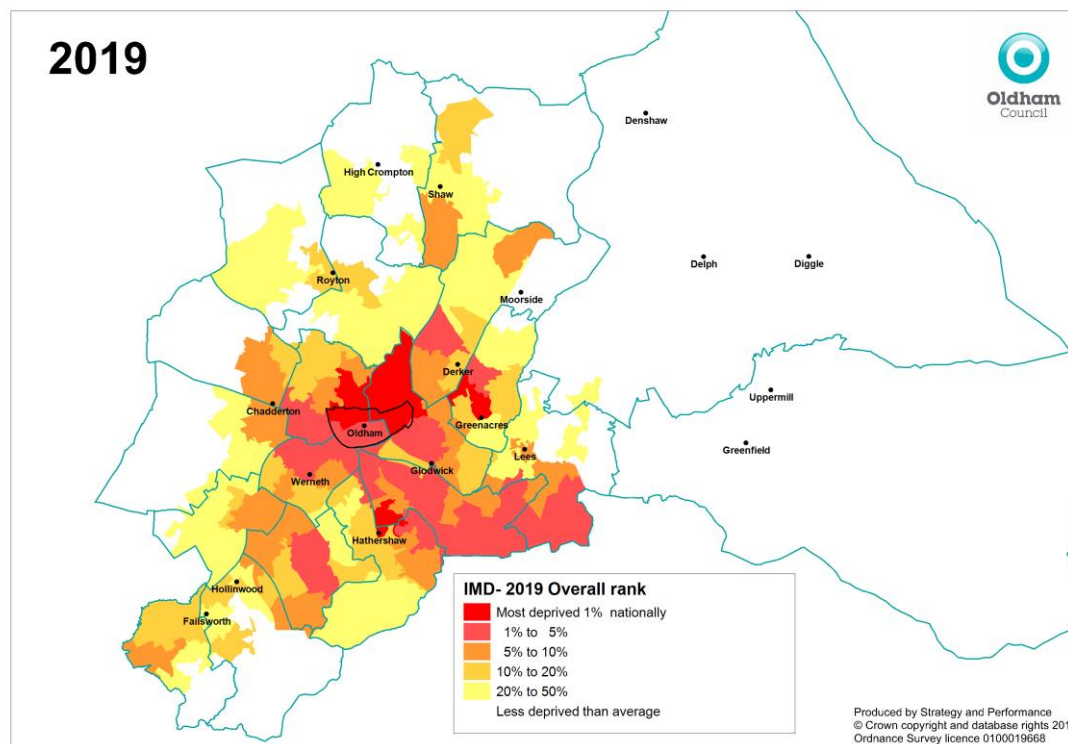 2019
Oldham
Council
Denshaw
High Crompton
Shaw
Delph
Diggle
Royton
Moorside
Derker
Uppermill
Chadderton
Greenacres
Oldham
Greenfield
Lees
Glodwick
Werneth
Hathershaw
Hollinwood
Failsworth
IMD- 2019 Overall rank
Most deprived 1% nationally
1% to 5%
5% to 10%
10% to 20%
20% to 50%
Less deprived than average
Produced by Strategy and Performance
© Crown copyright and database rights 201
Ordnance Survey licence 0100019668